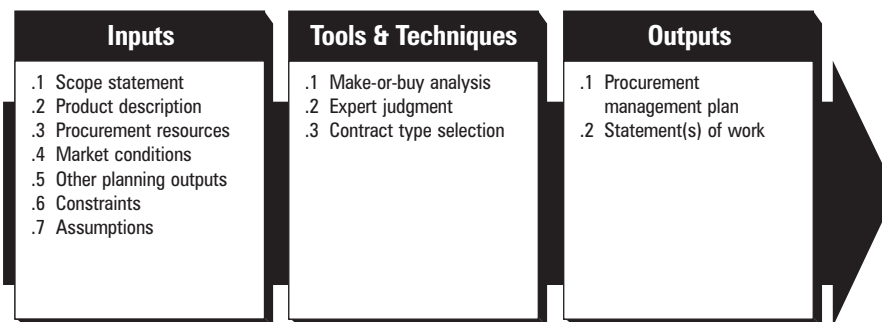 Inputs
.1 Scope statement
.2 Product description
.3 Procurement resources
.4 Market conditions
.5 Other planning outputs
.6 Constraints
.7 Assumptions
Tools & Techniques
.1 Make-or-buy analysis
.2 Expert judgment
.3 Contract type selection
Outputs
.1 Procurement
management plan
.2 Statement(s) of work